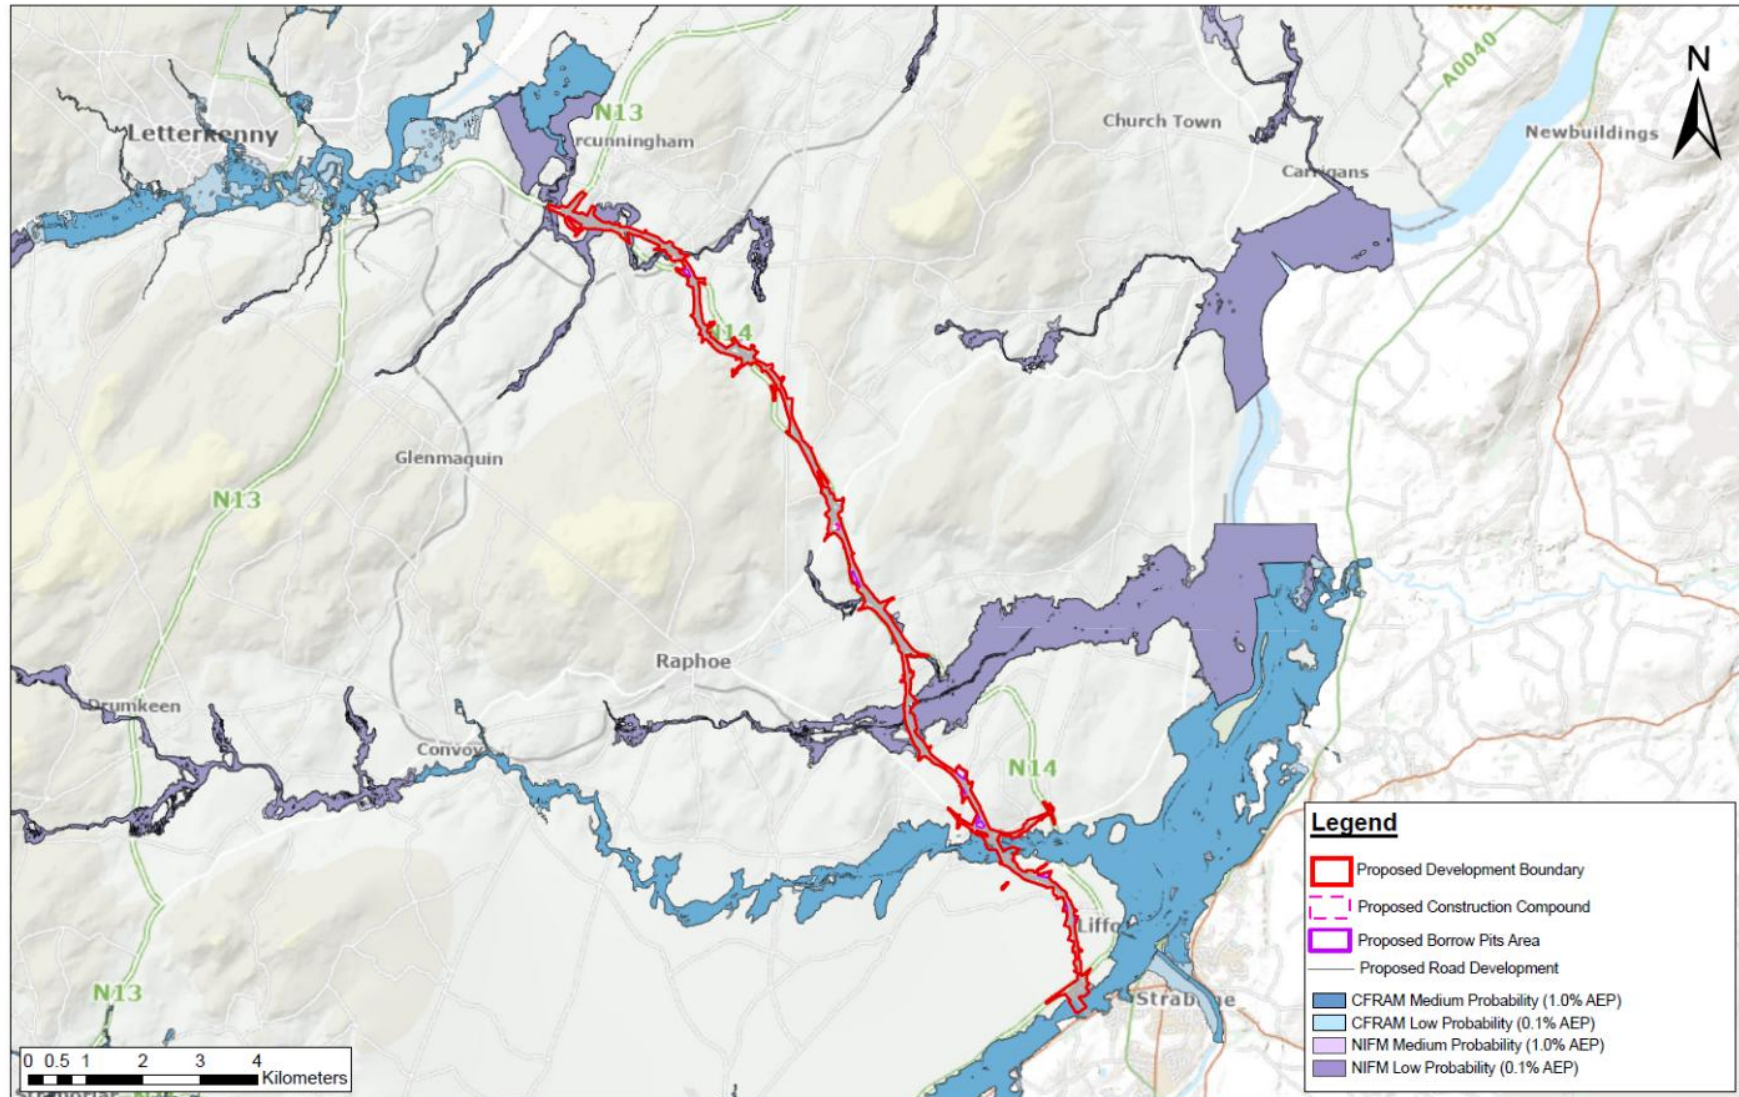 A0040
N
N13
Letterkenny
rcunningham
Church Town
Newbuildings
Carrigans
N14
Glenmaquin
N13
Raphoe
Drumkeen
Convoy
N14
Liffo
N13
Strab ne
Legend
Proposed Development Boundary
Proposed Construction Compound
Proposed Borrow Pits Area
Proposed Road Development
CFRAM Medium Probability (1.0% AEP)
CFRAM Low Probability (0.1% AEP)
NIFM Medium Probability (1.0% AEP)
NIFM Low Probability (0.1% AEP)
0 0.5 1 2 3 4
Kilometers